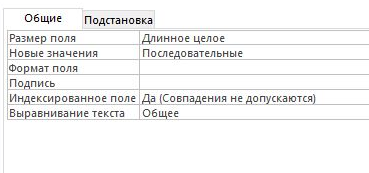 Общие Подстановка
Размер поля Длинное целое
Новые значения Последовательные
Формат поля
Подпись
Индексированное поле Да (Совпадения не допускаются)
Выравнивание текста Общее